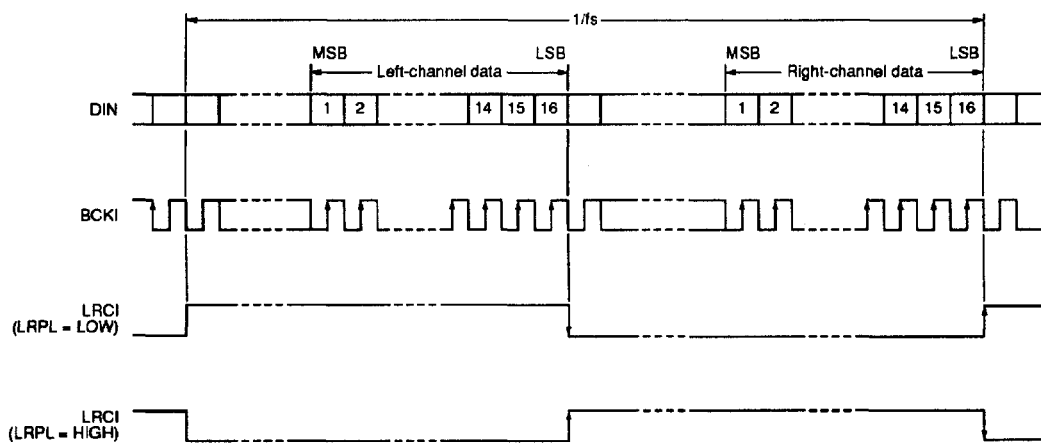 1/fs
MSB LSB MSB LSB
Left-channel data Right-channel data
DIN 1 2 14 15 16 1 2 14 15 16
BCKI
LRCI
(LRPL = LOW)
LRCI
(LRPL = HIGH)